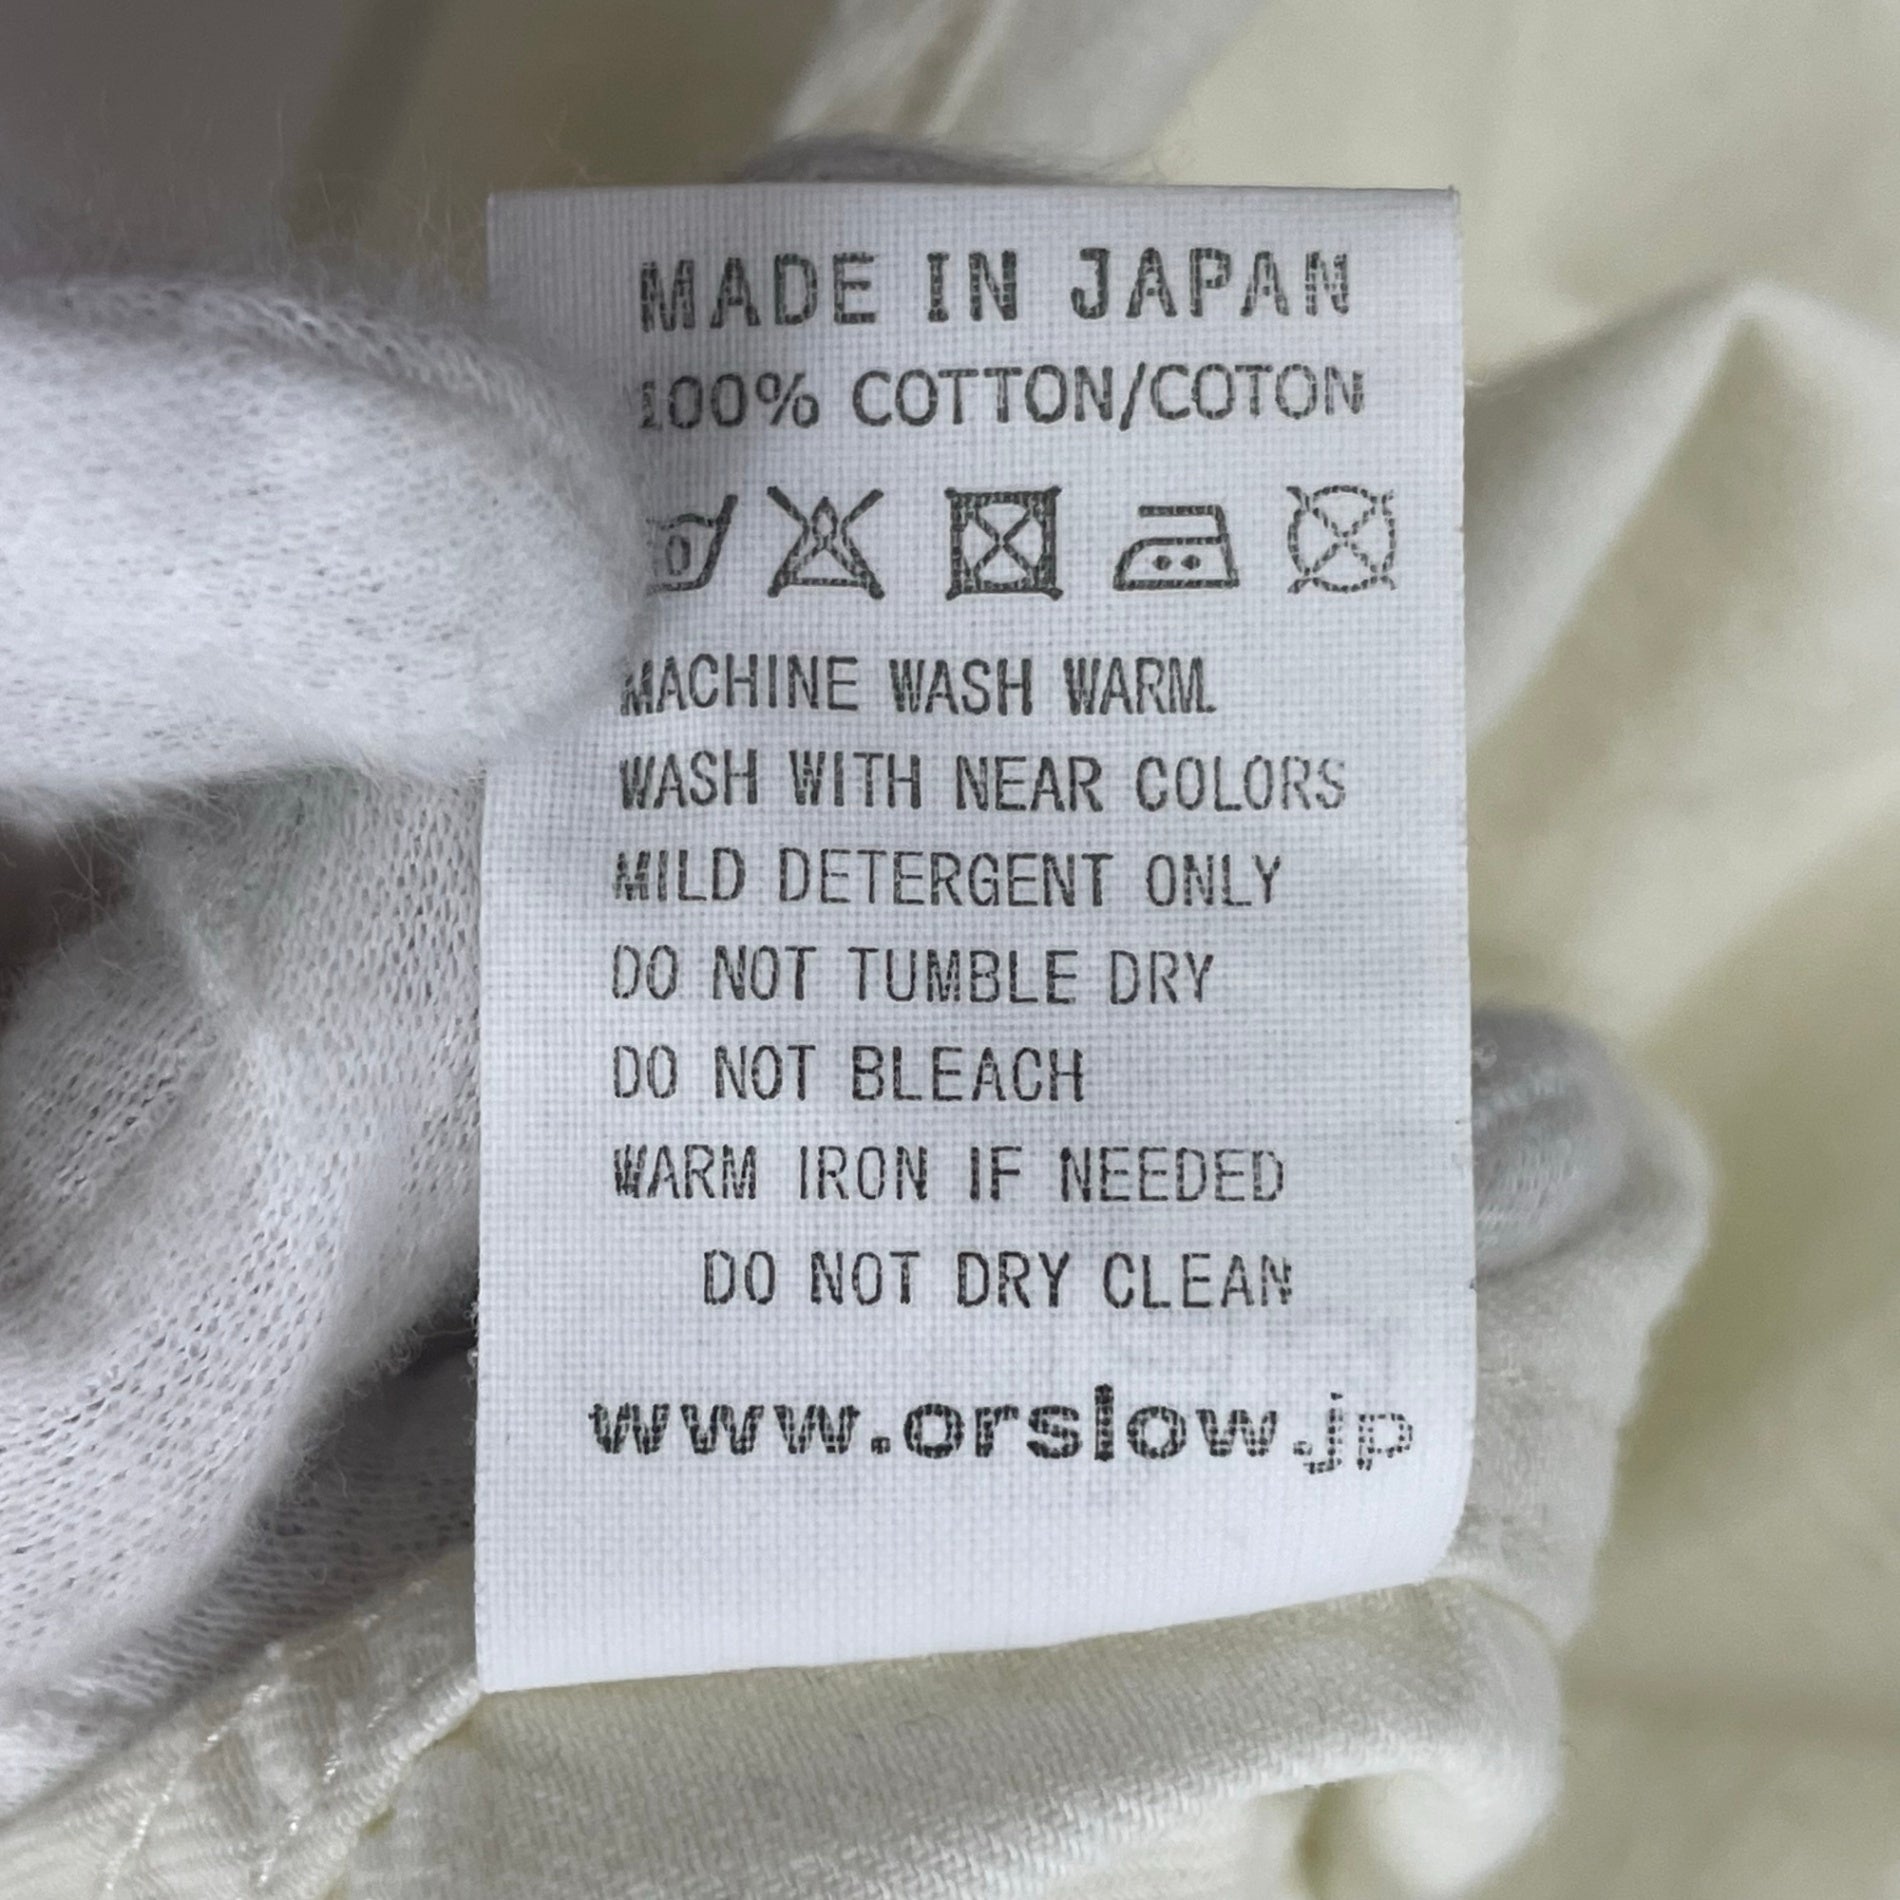 MADE IN JAPAN
100% COTTON/COTON
MACHINE WASH WARM.
WASH WITH NEAR COLORS
MILD DETERGENT ONLY
DO NOT TUMBLE DRY
DO NOT BLEACH
WARM IRON IF NEEDED
DO NOT DRY CLEAN
www.orslow.jp